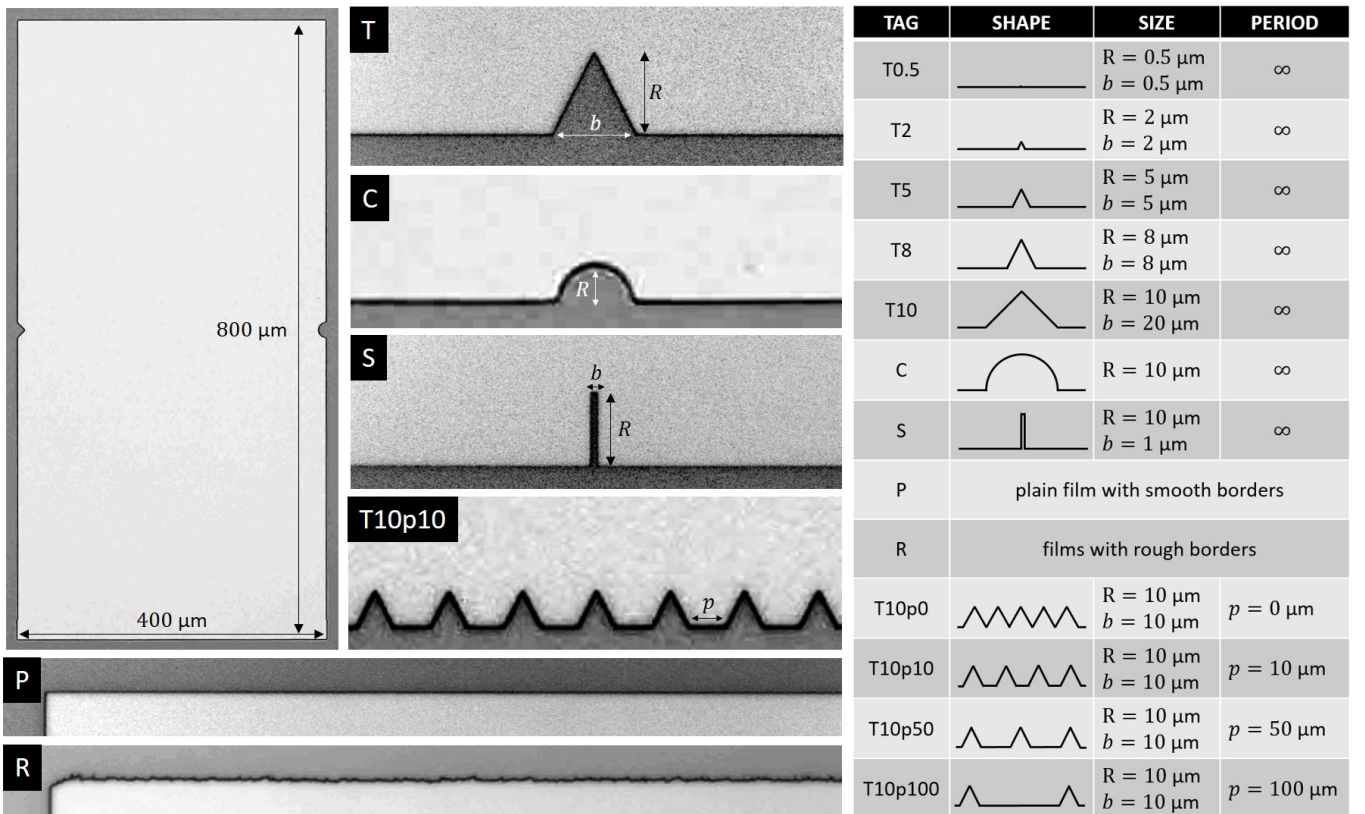 800 µm
400 µm
T
R
b
C
R
S
b
R
T10p10
p
P
R
TAG SHAPE SIZE PERIOD
T0.5 R = 0.5 µm ∞
b = 0.5 µm
T2 R = 2 µm ∞
b = 2 µm
T5 R = 5 µm ∞
b = 5 µm
T8 R = 8 µm ∞
b = 8 µm
T10 R = 10 µm ∞
b = 20 µm
C R = 10 µm ∞
S R = 10 µm ∞
b = 1 µm
P plain film with smooth borders
R films with rough borders
T10p0 R = 10 µm p = 0 µm
b = 10 µm
T10p10 R = 10 µm p = 10 µm
b = 10 µm
T10p50 R = 10 µm p = 50 µm
b = 10 µm
T10p100 R = 10 µm p = 100 µm
b = 10 µm